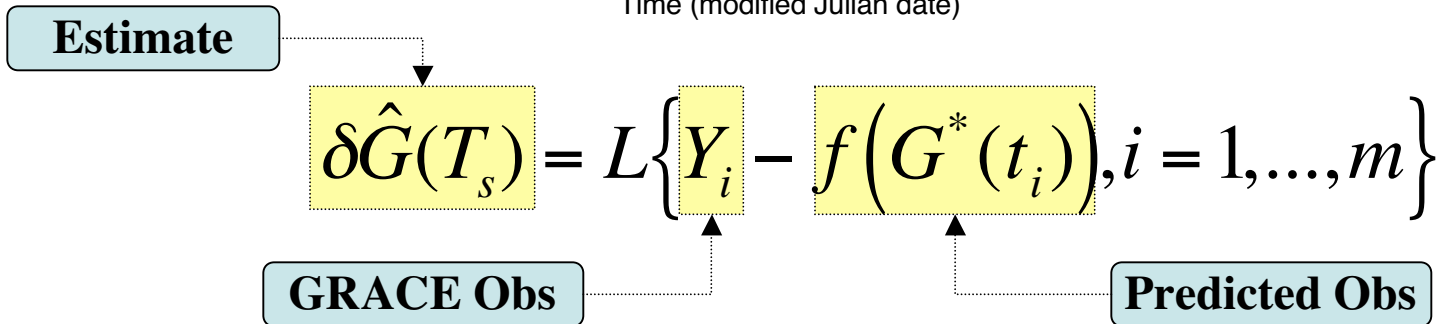 Time (modified Julian date)
Estimate
δĜ(T_s) = L{Y_i − f(G^*(t_i)), i = 1,..., m}
GRACE Obs
Predicted Obs